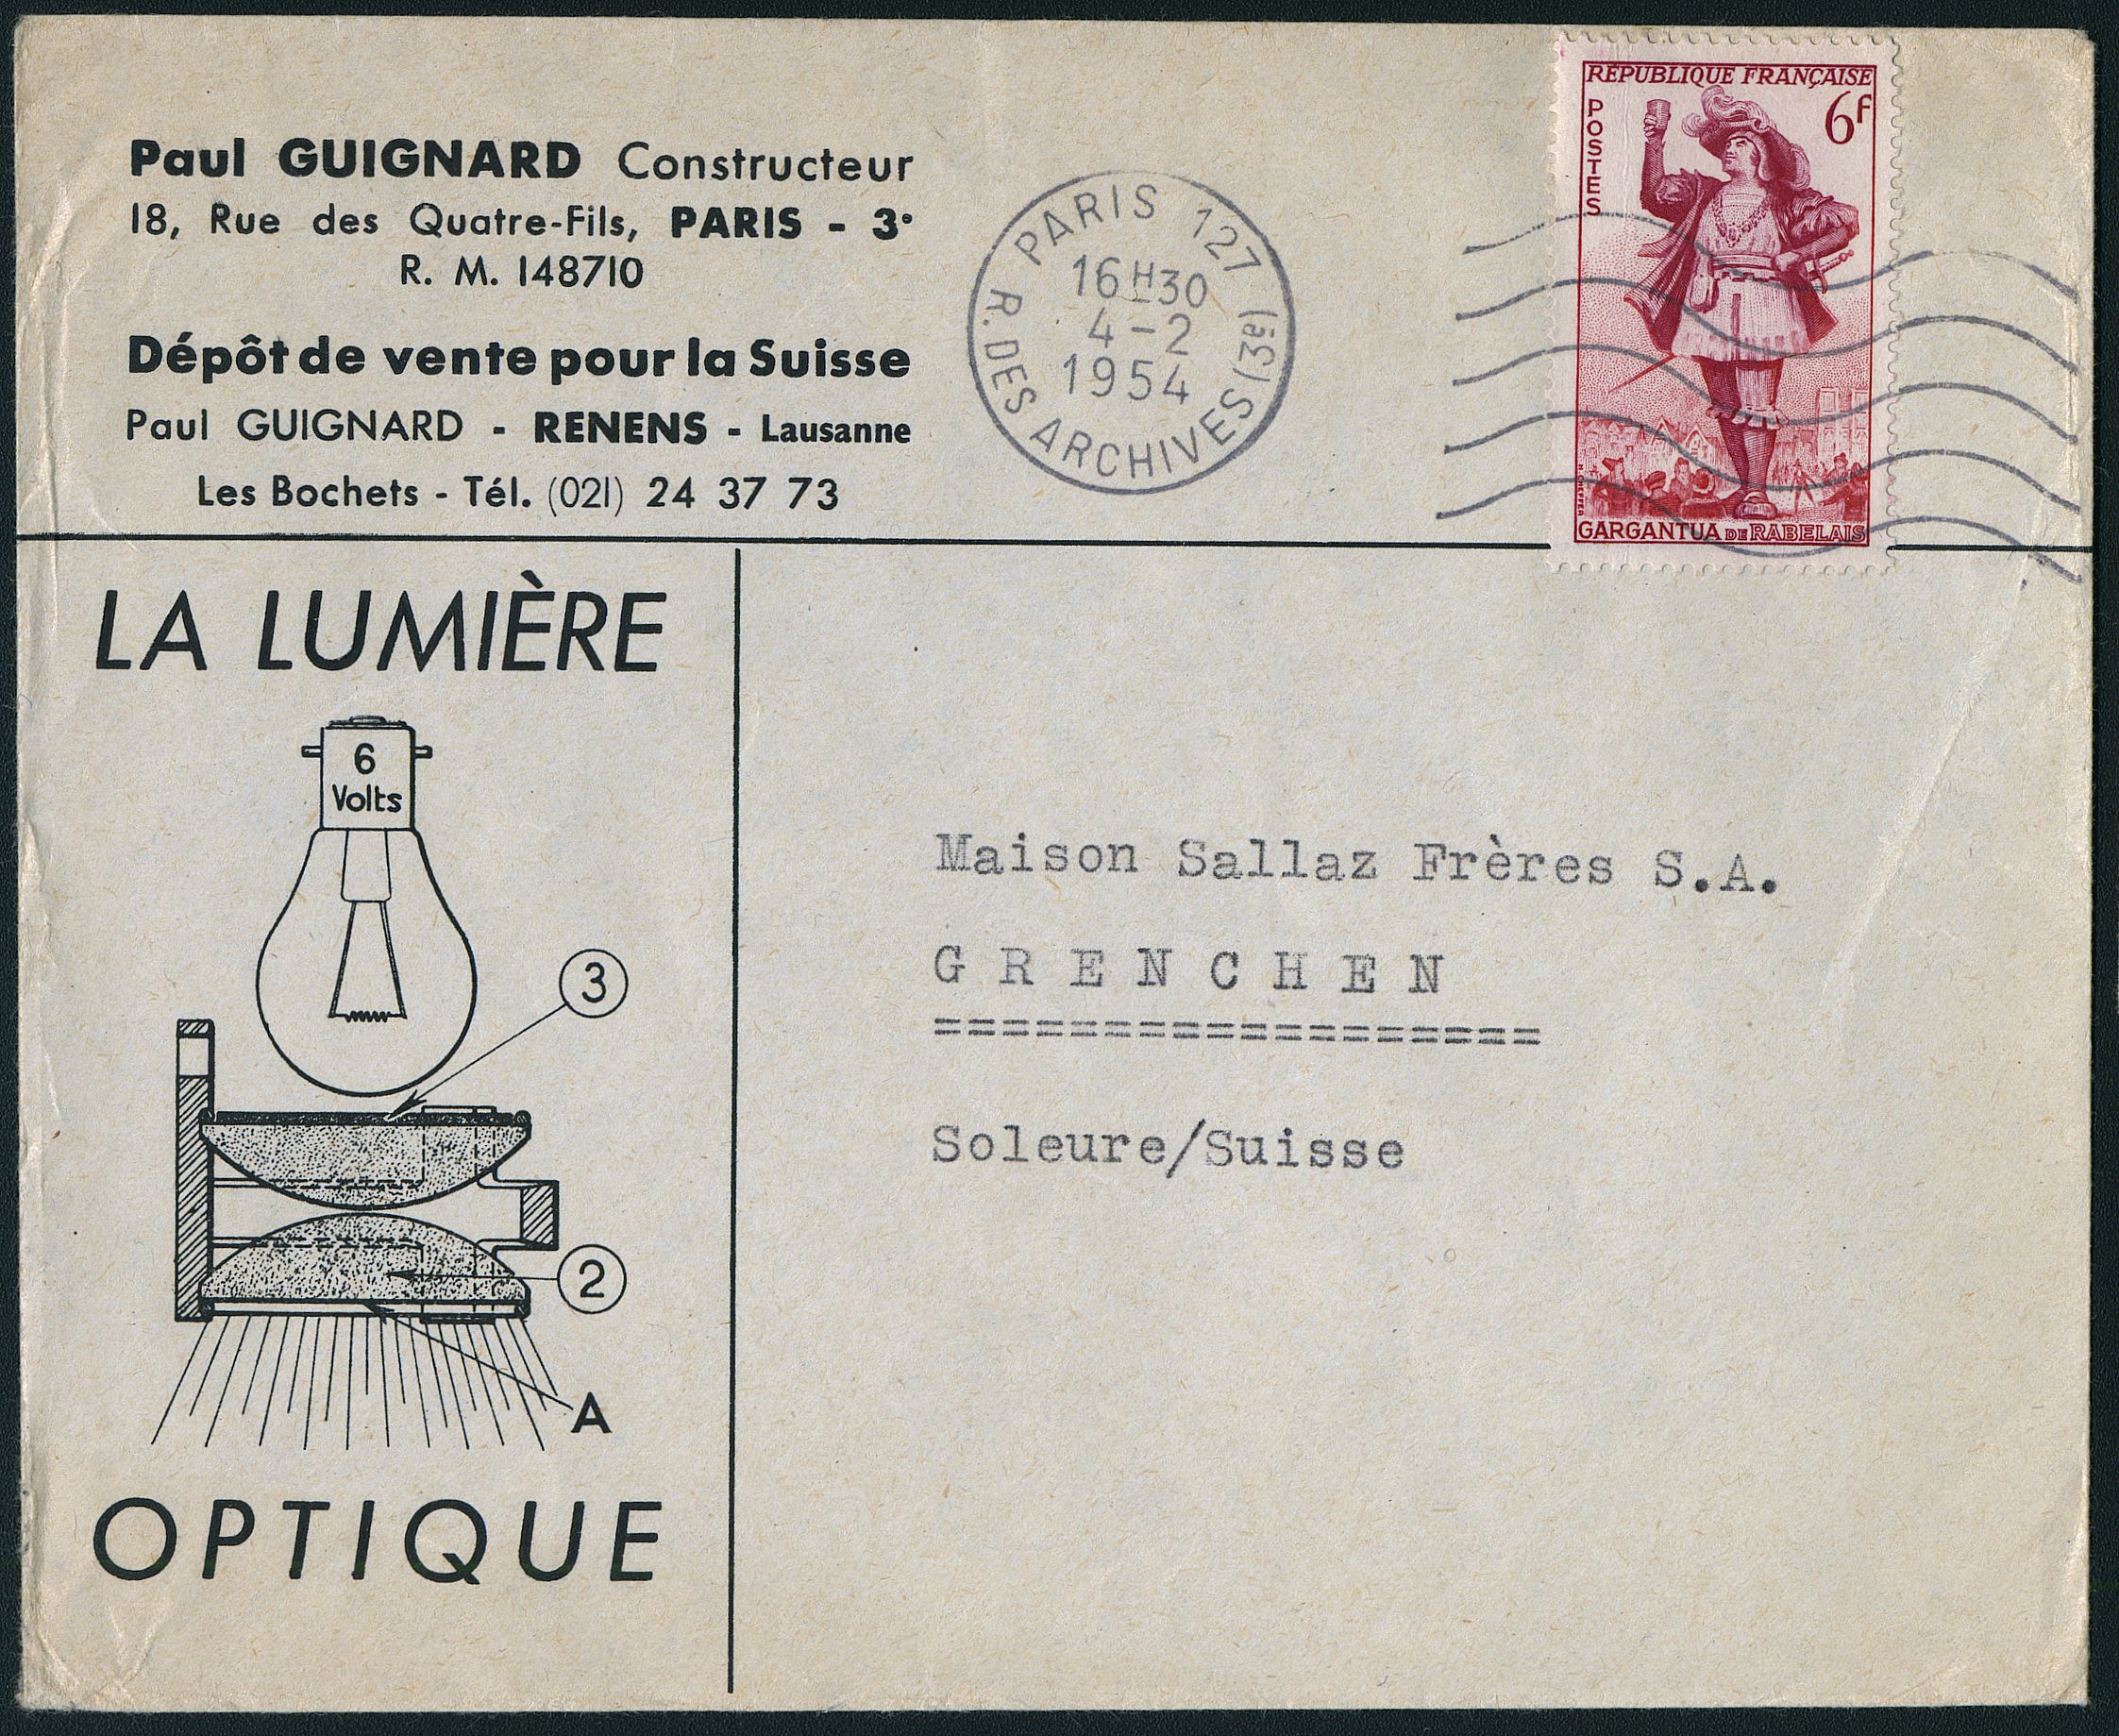 Paul GUIGNARD Constructeur
18, Rue des Quatre-Fils, PARIS - 3e
R. M. 148710
Dépôt de vente pour la Suisse
Paul GUIGNARD - RENENS - Lausanne
Les Bochets - Tél. (021) 24 37 73
PARIS 127
16H30
4-2
1954
R. DES ARCHIVES (3e)
REPUBLIQUE FRANÇAISE
POSTES
6f
GARGANTUA DE RABELAIS
LA LUMIÈRE
6
Volts
3
2
A
OPTIQUE
Maison Sallaz Frères S.A.
G R E N C H E N
==================
Soleure/Suisse